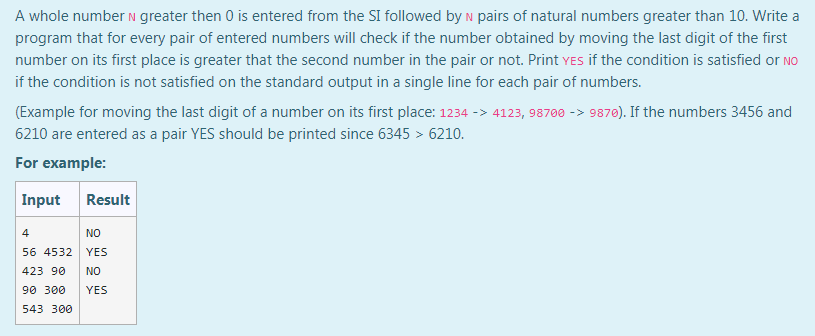 A whole number N greater then 0 is entered from the SI followed by N pairs of natural numbers greater than 10. Write a
program that for every pair of entered numbers will check if the number obtained by moving the last digit of the first
number on its first place is greater that the second number in the pair or not. Print YES if the condition is satisfied or NO
if the condition is not satisfied on the standard output in a single line for each pair of numbers.
(Example for moving the last digit of a number on its first place: 1234 -> 4123, 98700 -> 9870). If the numbers 3456 and
6210 are entered as a pair YES should be printed since 6345 > 6210.
For example:
Input Result
4 NO
56 4532 YES
423 90 NO
90 300 YES
543 300